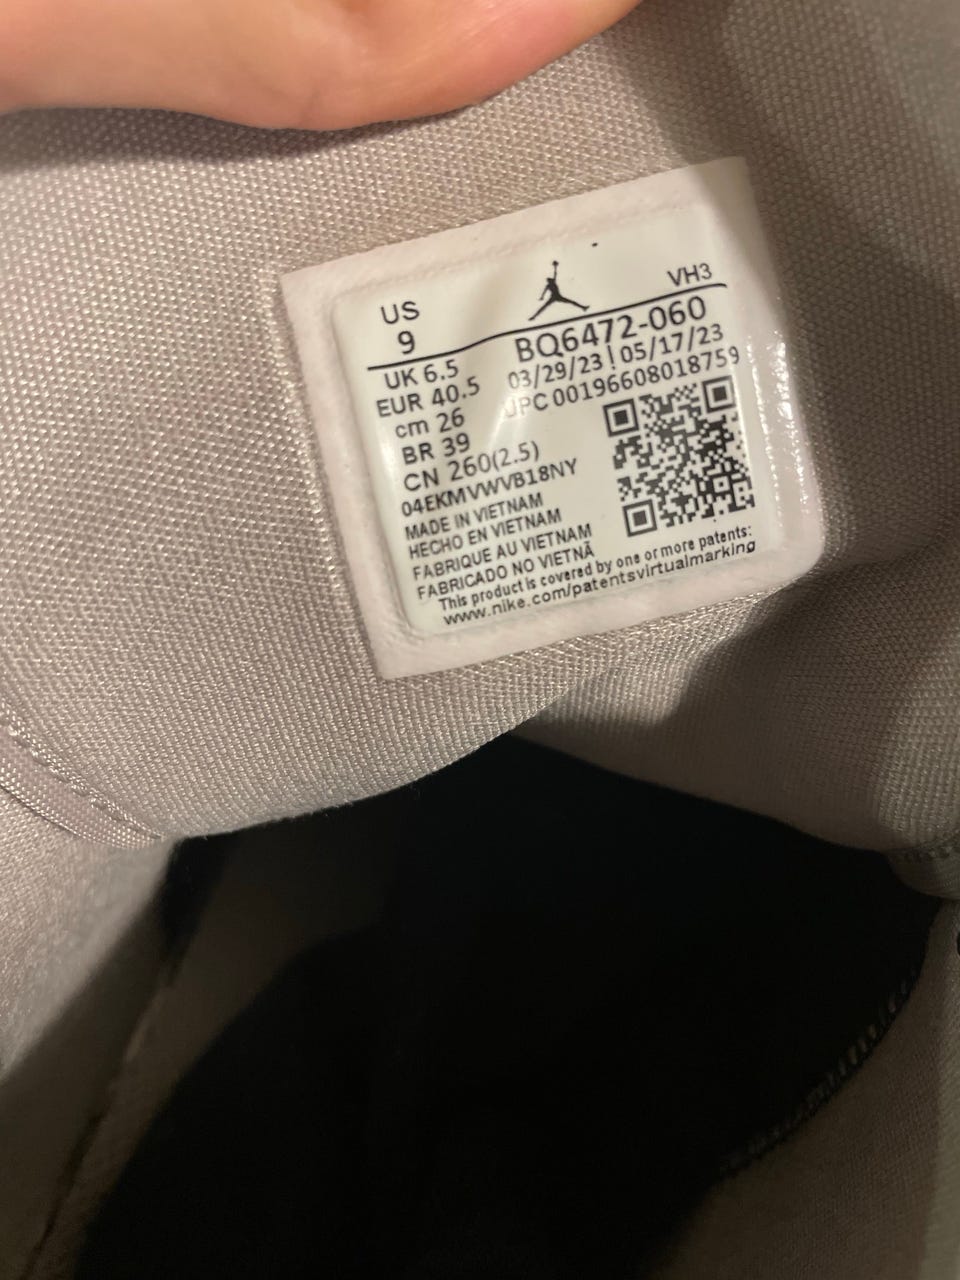 US
9
VH3
BQ6472-060
03/29/23 | 05/17/23
UPC 00196608018759
UK 6.5
EUR 40.5
cm 26
BR 39
CN 260(2.5)
04EKMVWVB18NY
MADE IN VIETNAM
HECHO EN VIETNAM
FABRIQUE AU VIETNAM
FABRICADO NO VIETNÃ
This product is covered by one or more patents:
www.nike.com/patentsvirtualmarking